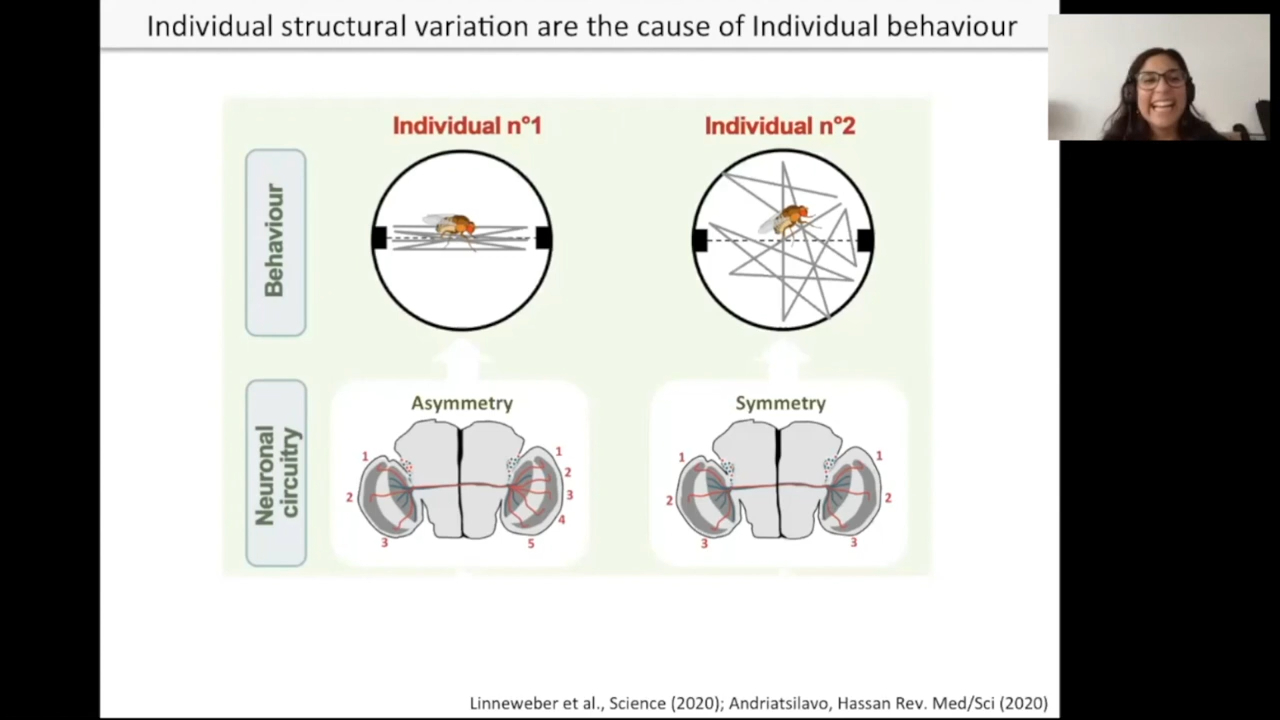 Individual structural variation are the cause of Individual behaviour
Individual n°1
Individual n°2
Behaviour
Neuronal
circuitry
Asymmetry
1
2
3
1
2
3
4
5
Symmetry
1
2
3
1
2
3
Linneweber et al., Science (2020); Andriatsilavo, Hassan Rev. Med/Sci (2020)